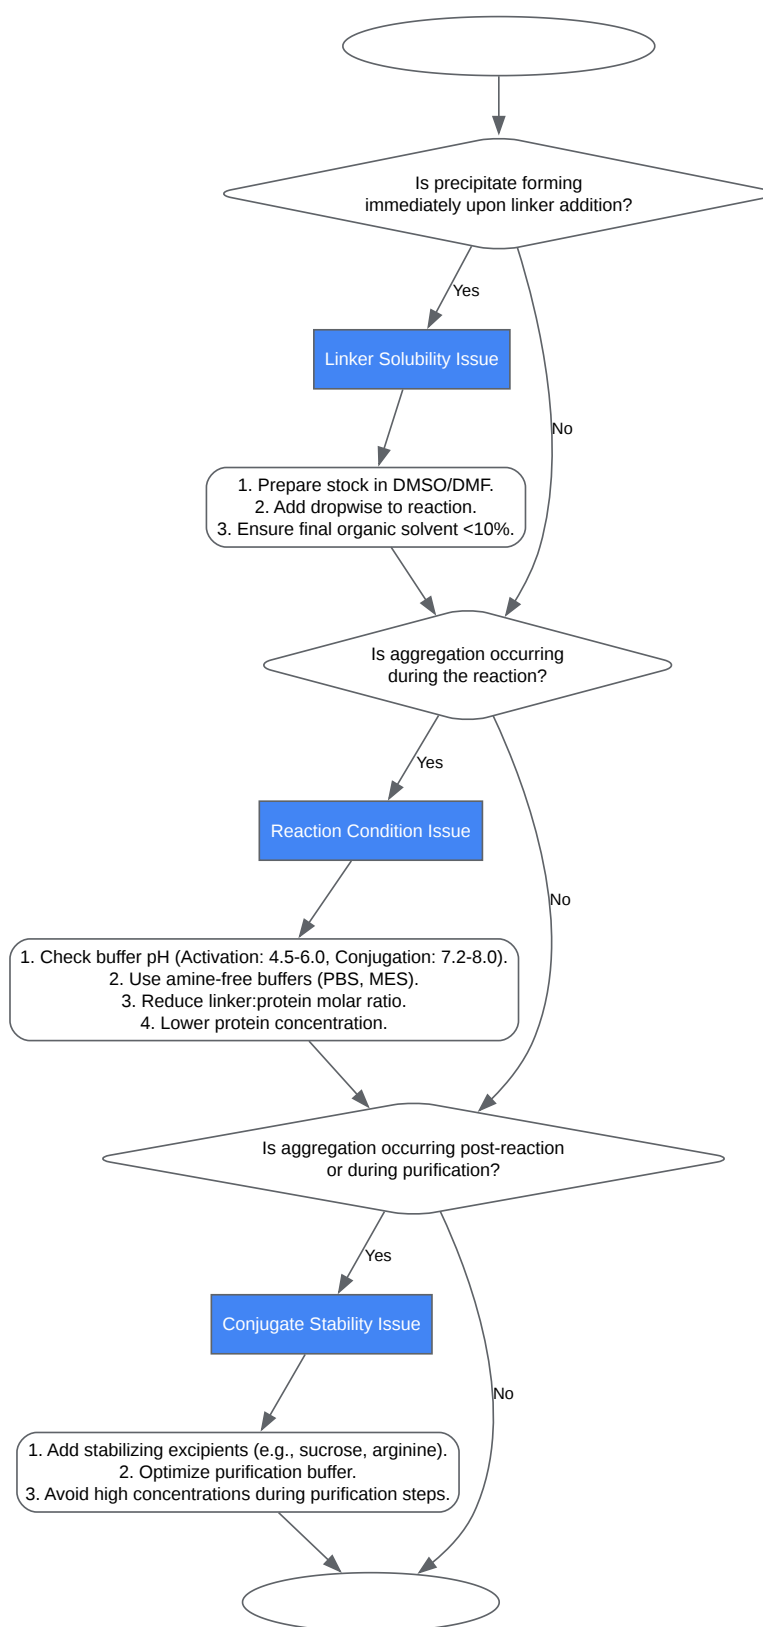 Is precipitate forming
immediately upon linker addition?
Yes
Linker Solubility Issue
No
1. Prepare stock in DMSO/DMF.
2. Add dropwise to reaction.
3. Ensure final organic solvent <10%.
Is aggregation occurring
during the reaction?
Yes
Reaction Condition Issue
No
1. Check buffer pH (Activation: 4.5-6.0, Conjugation: 7.2-8.0).
2. Use amine-free buffers (PBS, MES).
3. Reduce linker:protein molar ratio.
4. Lower protein concentration.
Is aggregation occurring post-reaction
or during purification?
Yes
Conjugate Stability Issue
No
1. Add stabilizing excipients (e.g., sucrose, arginine).
2. Optimize purification buffer.
3. Avoid high concentrations during purification steps.